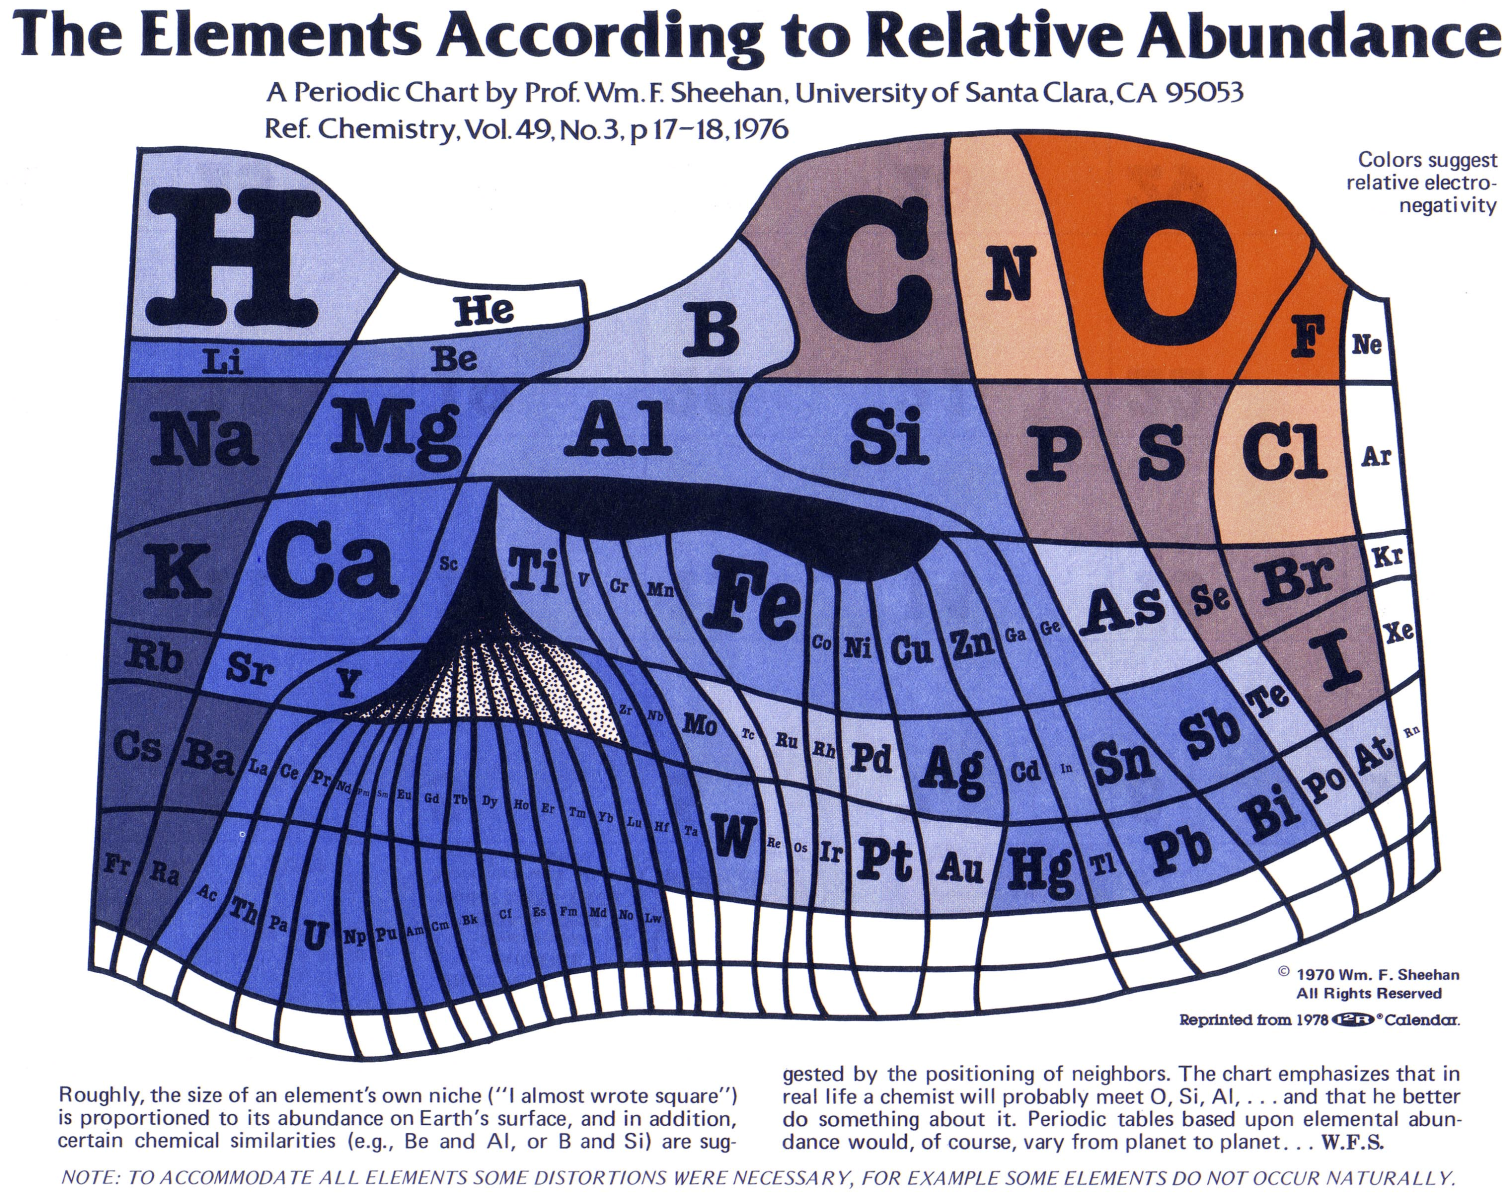 The Elements According to Relative Abundance
A Periodic Chart by Prof. Wm. F. Sheehan, University of Santa Clara, CA 95053
Ref. Chemistry, Vol. 49, No. 3, p 17–18, 1976
Colors suggest
relative electro-
negativity
H
He
Li
Be
B
C
N
O
F
Ne
Na
Mg
Al
Si
P
S
Cl
Ar
K
Ca
Sc
Ti
V
Cr
Mn
Fe
Co
Ni
Cu
Zn
Ga
Ge
As
Se
Br
Kr
Rb
Sr
Y
Zr
Nb
Mo
Tc
Ru
Rh
Pd
Ag
Cd
In
Sn
Sb
Te
I
Xe
Cs
Ba
La
Ce
Pr
Nd
Pm
Sm
Eu
Gd
Tb
Dy
Ho
Er
Tm
Yb
Lu
Hf
Ta
W
Re
Os
Ir
Pt
Au
Hg
Tl
Pb
Bi
Po
At
Rn
Fr
Ra
Ac
Th
Pa
U
Np
Pu
Am
Cm
Bk
Cf
Es
Fm
Md
No
Lw
© 1970 Wm. F. Sheehan
All Rights Reserved
Reprinted from 1978 ® Calendar.
Roughly, the size of an element's own niche ("I almost wrote square")
is proportioned to its abundance on Earth's surface, and in addition,
certain chemical similarities (e.g., Be and Al, or B and Si) are sug-
gested by the positioning of neighbors. The chart emphasizes that in
real life a chemist will probably meet O, Si, Al, . . . and that he better
do something about it. Periodic tables based upon elemental abun-
dance would, of course, vary from planet to planet . . . W.F.S.
NOTE: TO ACCOMMODATE ALL ELEMENTS SOME DISTORTIONS WERE NECESSARY, FOR EXAMPLE SOME ELEMENTS DO NOT OCCUR NATURALLY.